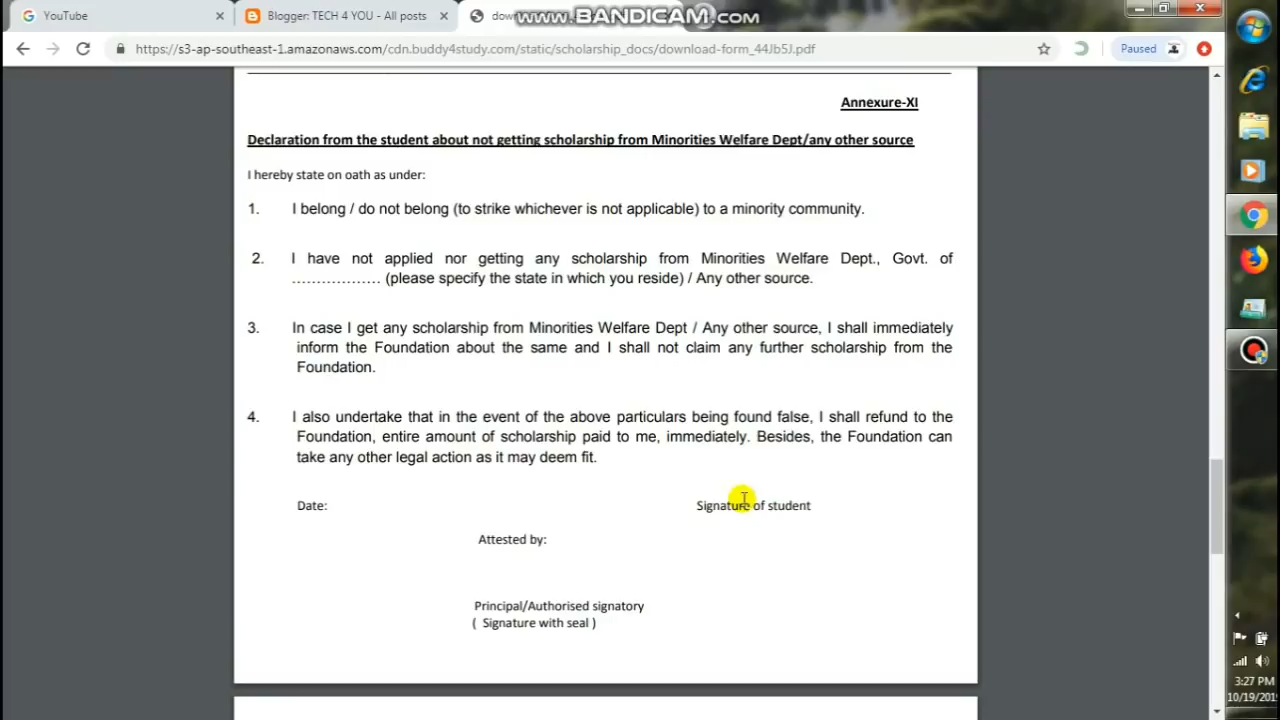 YouTube
Blogger: TECH 4 YOU - All posts
www.BANDICAM.com
https://s3-ap-southeast-1.amazonaws.com/cdn.buddy4study.com/static/scholarship_docs/download-form_44Jb5J.pdf
Paused
Annexure-XI
Declaration from the student about not getting scholarship from Minorities Welfare Dept/any other source
I hereby state on oath as under:
1. I belong / do not belong (to strike whichever is not applicable) to a minority community.
2. I have not applied nor getting any scholarship from Minorities Welfare Dept., Govt. of
……………… (please specify the state in which you reside) / Any other source.
3. In case I get any scholarship from Minorities Welfare Dept / Any other source, I shall immediately
inform the Foundation about the same and I shall not claim any further scholarship from the
Foundation.
4. I also undertake that in the event of the above particulars being found false, I shall refund to the
Foundation, entire amount of scholarship paid to me, immediately. Besides, the Foundation can
take any other legal action as it may deem fit.
Date: Signature of student
Attested by:
Principal/Authorised signatory
( Signature with seal )
3:27 PM
10/19/201